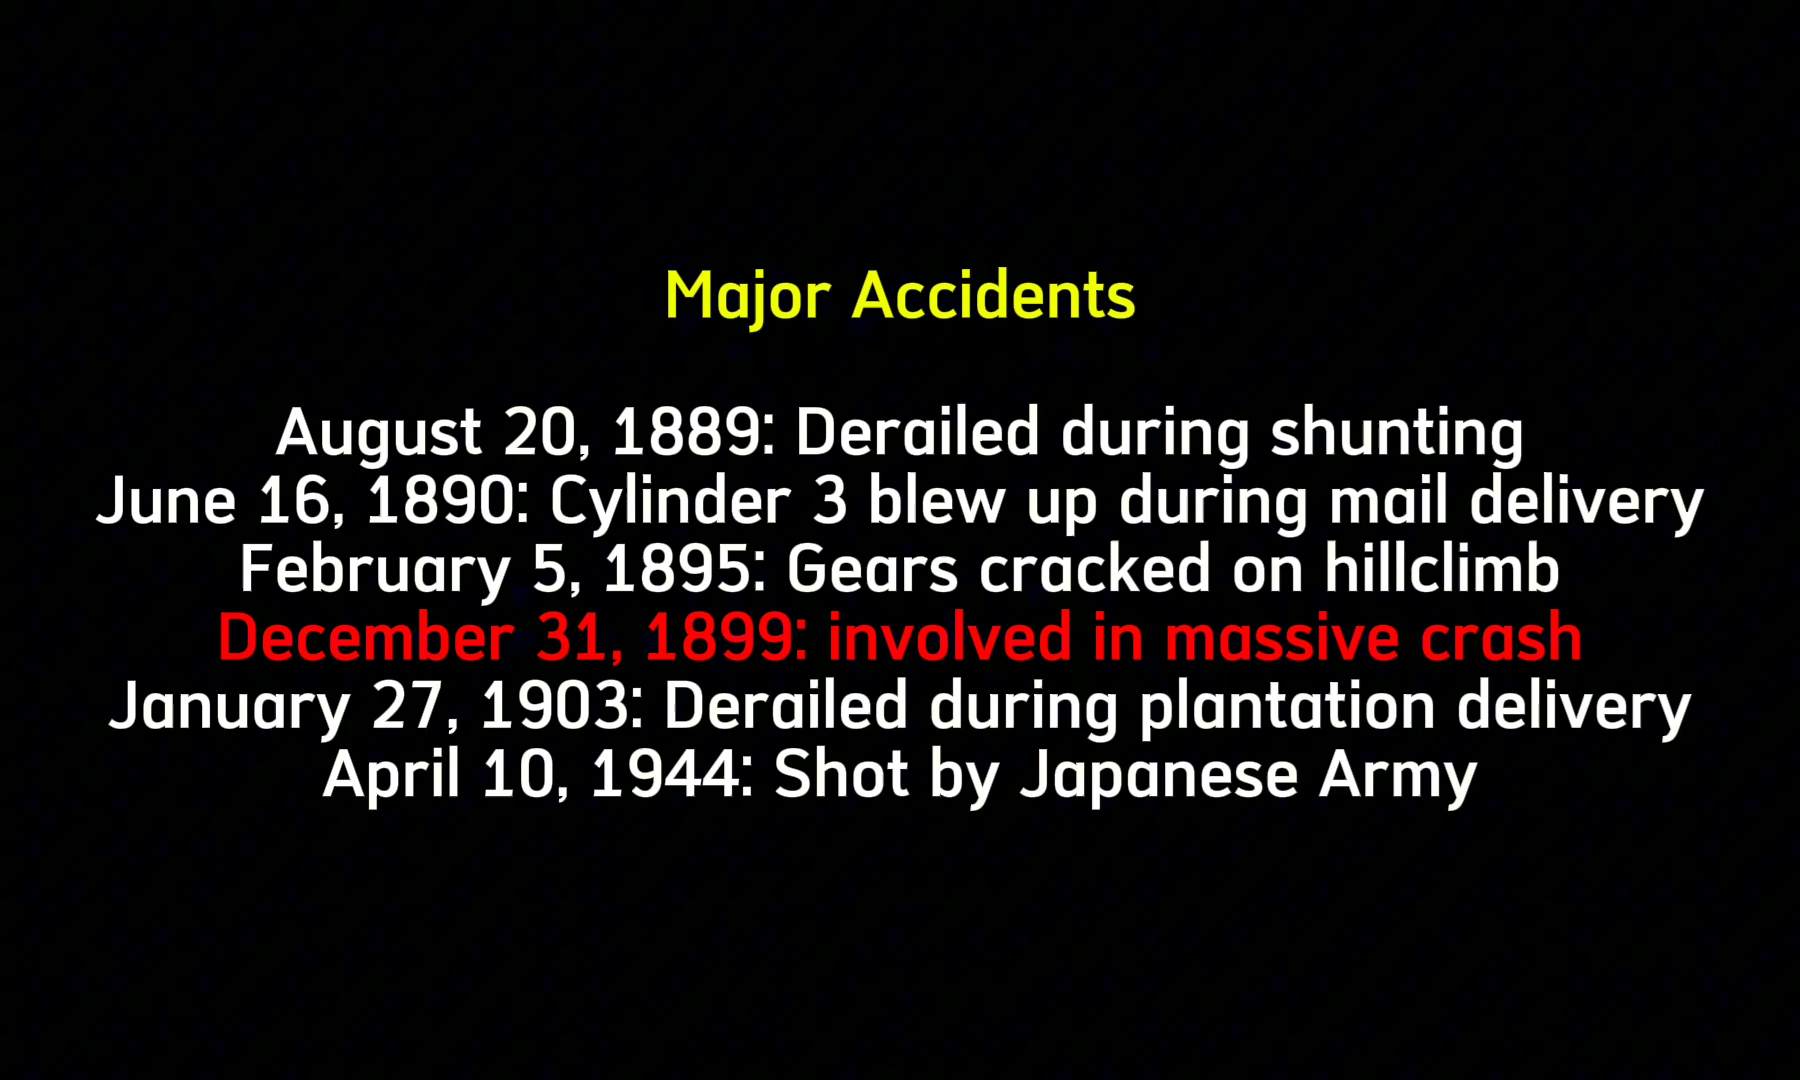 Major Accidents
August 20, 1889: Derailed during shunting
June 16, 1890: Cylinder 3 blew up during mail delivery
February 5, 1895: Gears cracked on hillclimb
December 31, 1899: involved in massive crash
January 27, 1903: Derailed during plantation delivery
April 10, 1944: Shot by Japanese Army